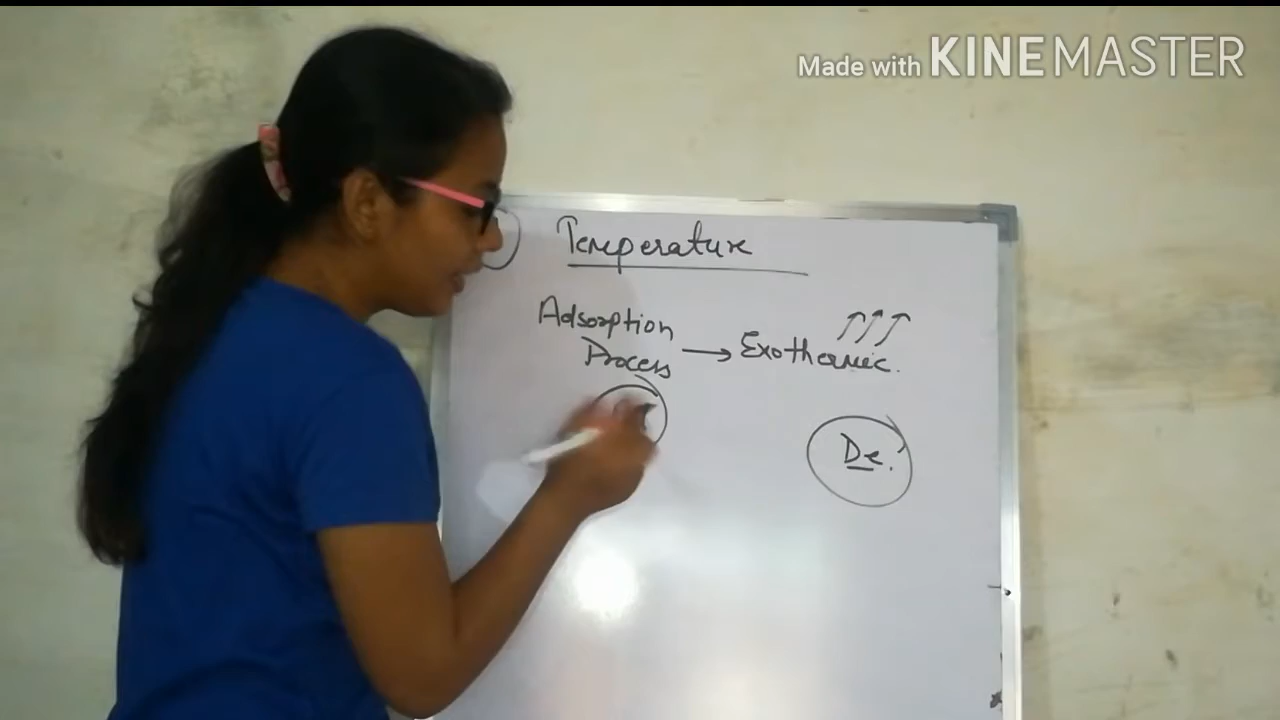 Made with KINEMASTER
Temperature
Adsorption
Process → Exothermic.
De.